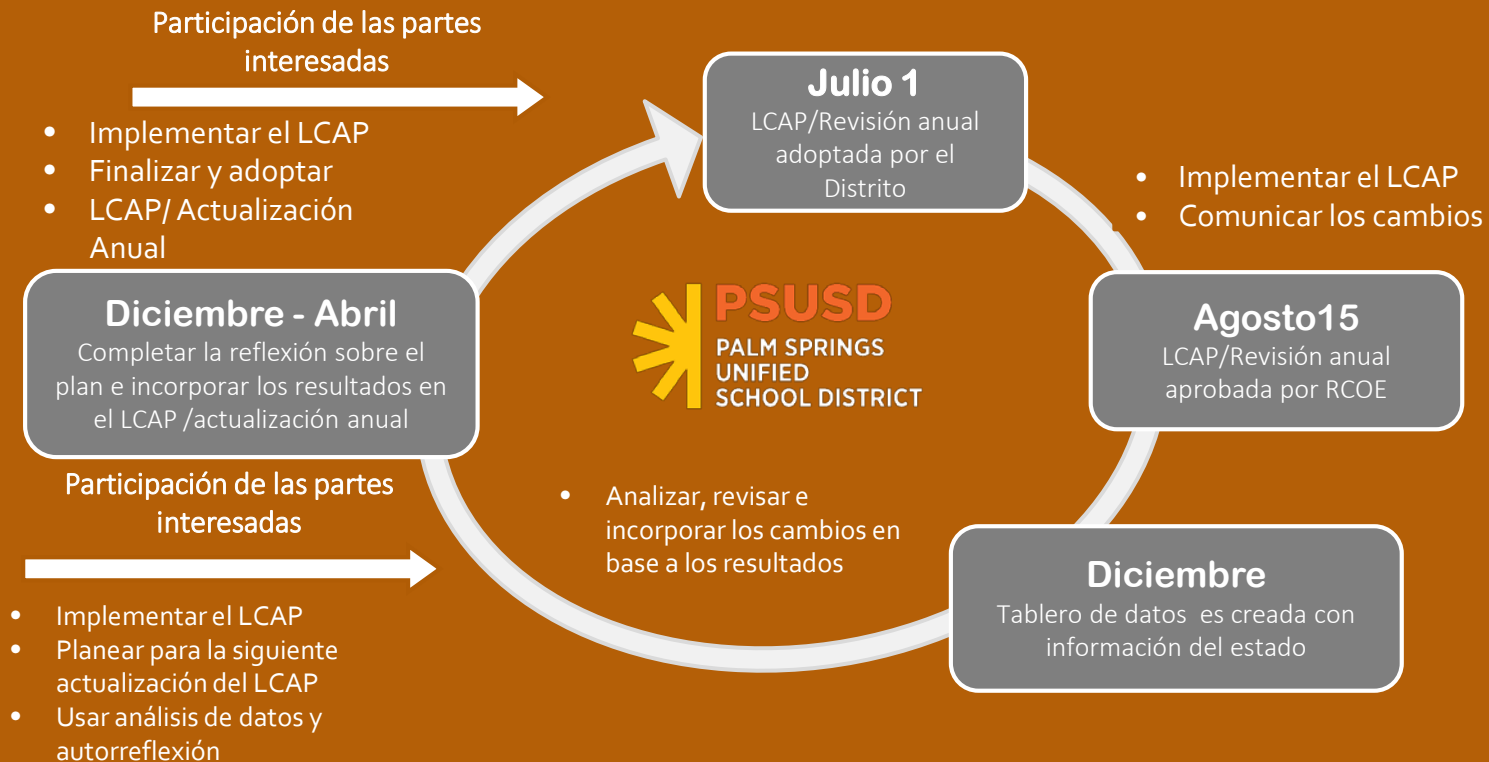 Participación de las partes
interesadas
• Implementar el LCAP
• Finalizar y adoptar
• LCAP/ Actualización
Anual
Julio 1
LCAP/Revisión anual
adoptada por el
Distrito
• Implementar el LCAP
• Comunicar los cambios
Diciembre - Abril
Completar la reflexión sobre el
plan e incorporar los resultados en
el LCAP /actualización anual
PSUSD
PALM SPRINGS
UNIFIED
SCHOOL DISTRICT
Agosto15
LCAP/Revisión anual
aprobada por RCOE
Participación de las partes
interesadas
• Analizar, revisar e
incorporar los cambios en
base a los resultados
Diciembre
Tablero de datos es creada con
información del estado
• Implementar el LCAP
• Planear para la siguiente
actualización del LCAP
• Usar análisis de datos y
autorreflexión